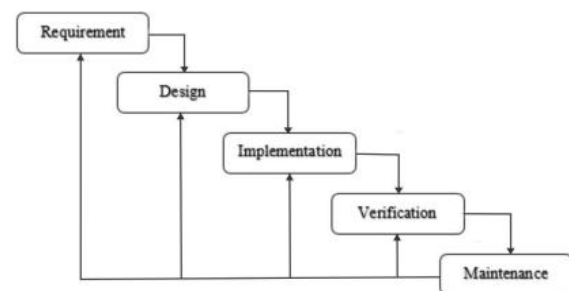 Requirement
Design
Implementation
Verification
Maintenance